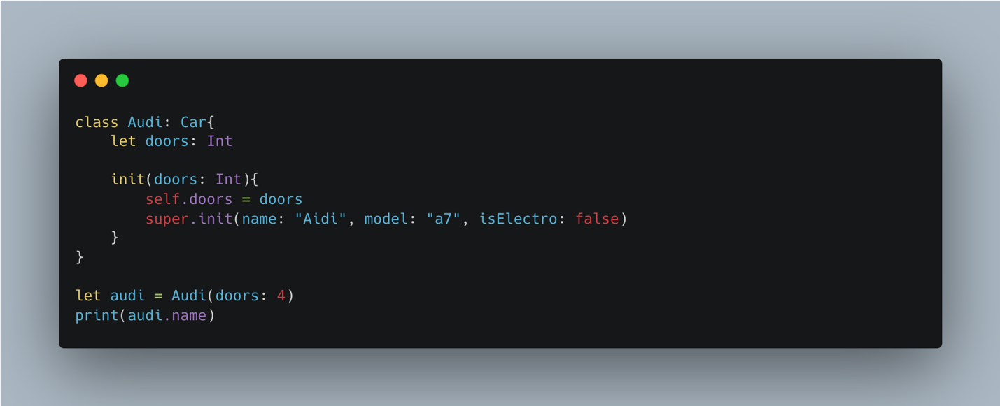 class Audi: Car{
    let doors: Int

    init(doors: Int){
        self.doors = doors
        super.init(name: "Aidi", model: "a7", isElectro: false)
    }
}

let audi = Audi(doors: 4)
print(audi.name)